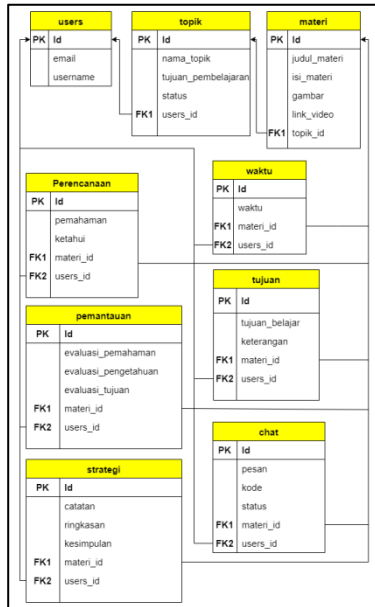 users
PK Id
email
username
topik
PK Id
nama_topik
tujuan_pembelajaran
status
FK1 users_id
materi
PK Id
judul_materi
isi_materi
gambar
link_video
FK1 topik_id
Perencanaan
PK Id
pemahaman
ketahui
FK1 materi_id
FK2 users_id
waktu
PK Id
waktu
FK1 materi_id
FK2 users_id
tujuan
PK Id
tujuan_belajar
keterangan
FK1 materi_id
FK2 users_id
pemantauan
PK Id
evaluasi_pemahaman
evaluasi_pengetahuan
evaluasi_tujuan
FK1 materi_id
FK2 users_id
chat
PK Id
pesan
kode
status
FK1 materi_id
FK2 users_id
strategi
PK Id
catatan
ringkasan
kesimpulan
FK1 materi_id
FK2 users_id